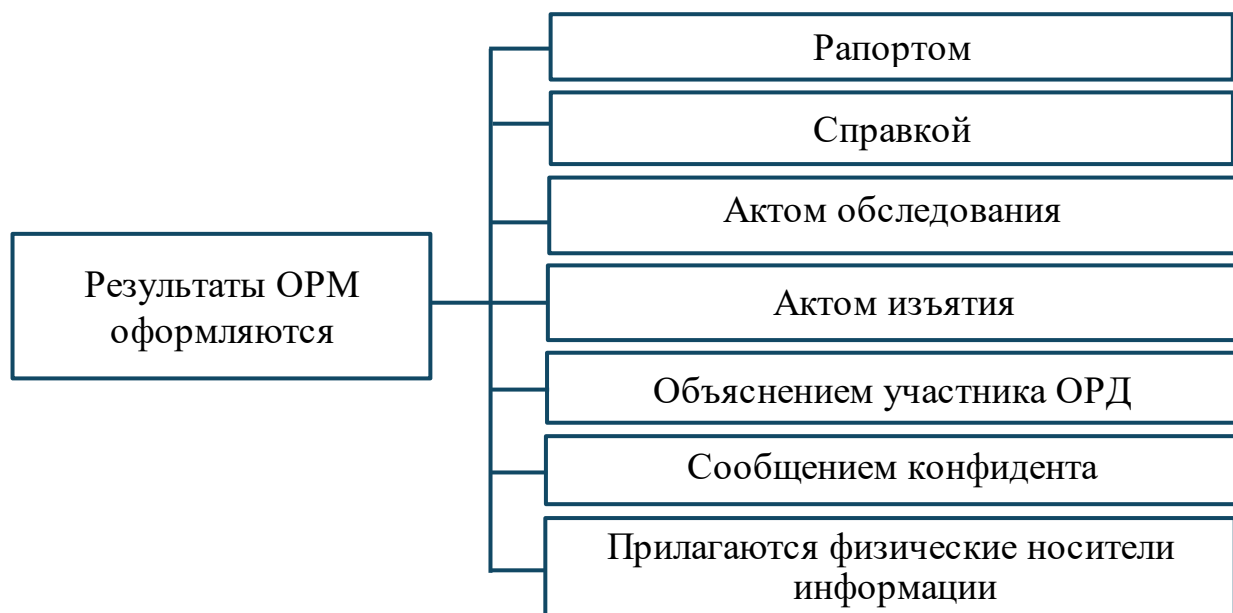 Результаты ОРМ
оформляются
Рапортом
Справкой
Актом обследования
Актом изъятия
Объяснением участника ОРД
Сообщением конфидента
Прилагаются физические носители
информации